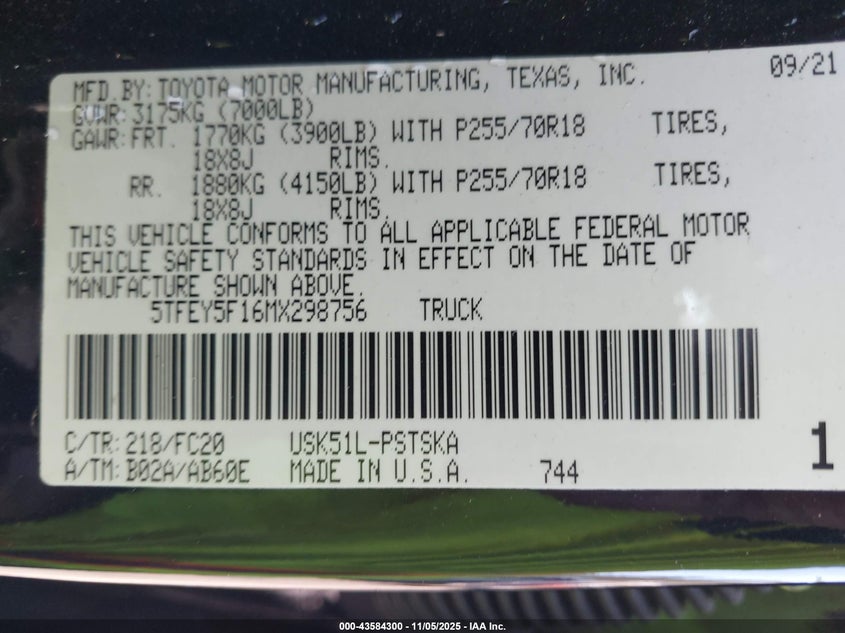 MFD.BY:TOYOTA MOTOR MANUFACTURING, TEXAS, INC. 09/21
GVWR:3175KG (7000LB)
GAWR:FRT. 1770KG (3900LB) WITH P255/70R18 TIRES,
18X8J RIMS.
RR. 1880KG (4150LB) WITH P255/70R18 TIRES,
18X8J RIMS.
THIS VEHICLE CONFORMS TO ALL APPLICABLE FEDERAL MOTOR
VEHICLE SAFETY STANDARDS IN EFFECT ON THE DATE OF
MANUFACTURE SHOWN ABOVE.
5TFEY5F16MX298756 TRUCK
C/TR:218/FC20 USK51L-PSTSKA
A/TM:B02A/AB60E MADE IN U.S.A. 744 1
000-43584300 - 11/05/2025 - IAA Inc.